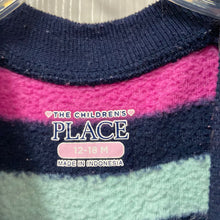 THE CHILDREN'S
PLACE
12-18 M
MADE IN INDONESIA